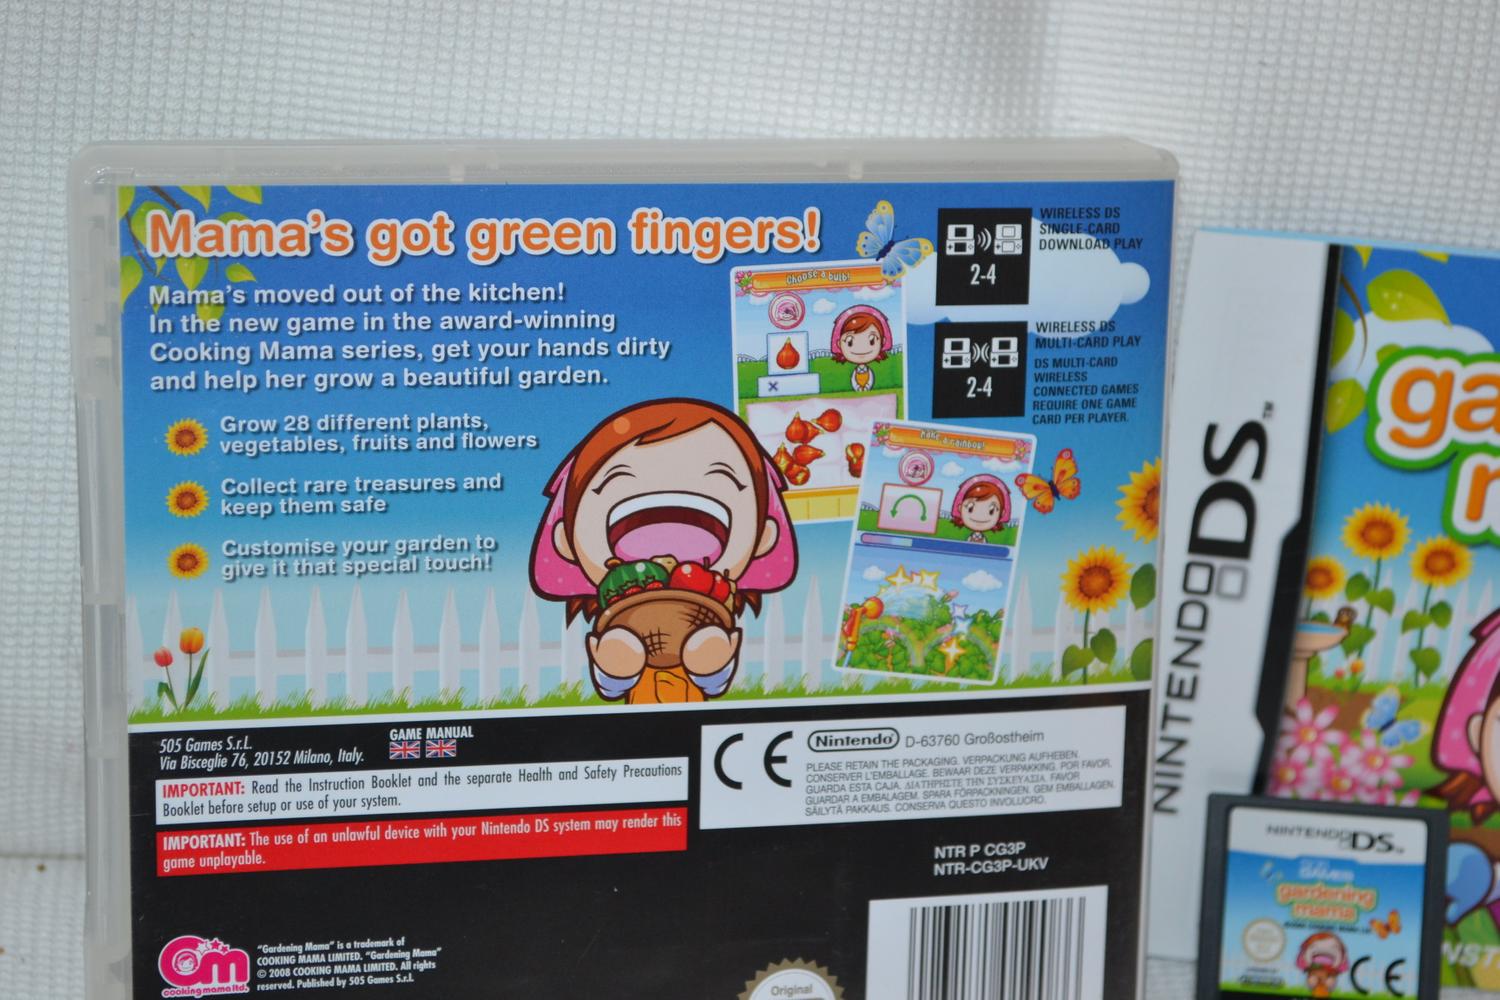 Mama's got green fingers!
Mama's moved out of the kitchen!
In the new game in the award-winning
Cooking Mama series, get your hands dirty
and help her grow a beautiful garden.
Grow 28 different plants,
vegetables, fruits and flowers
Collect rare treasures and
keep them safe
Customise your garden to
give it that special touch!
Choose a bulb!
Make a rainbow!
2-4
WIRELESS DS
SINGLE-CARD
DOWNLOAD PLAY
2-4
WIRELESS DS
MULTI-CARD PLAY
DS MULTI-CARD
WIRELESS
CONNECTED GAMES
REQUIRE ONE GAME
CARD PER PLAYER.
505 Games S.r.L.
Via Bisceglie 76, 20152 Milano, Italy.
GAME MANUAL
IMPORTANT: Read the Instruction Booklet and the separate Health and Safety Precautions
Booklet before setup or use of your system.
IMPORTANT: The use of an unlawful device with your Nintendo DS system may render this
game unplayable.
CE
Nintendo D-63760 Großostheim
PLEASE RETAIN THE PACKAGING. VERPACKUNG AUFHEBEN.
CONSERVER L'EMBALLAGE. BEWAAR DEZE VERPAKKING. POR FAVOR,
GUARDA ESTA CAJA. ΔΙΑΤΗΡΗΣΤΕ ΤΗΝ ΣΥΣΚΕΥΑΣΙΑ. FAVOR
GUARDAR A EMBALAGEM. SPARA FÖRPACKNINGEN. GEM EMBALLAGEN.
SÄILYTÄ PAKKAUS. CONSERVA QUESTO INVOLUCRO.
NTR P CG3P
NTR-CG3P-UKV
cooking mama ltd.
"Gardening Mama" is a trademark of
COOKING MAMA LIMITED. "Gardening Mama"
© 2008 COOKING MAMA LIMITED. All rights
reserved. Published by 505 Games S.r.L.
Original
NINTENDO DS™
ga
m
NINTENDO DS™
GAMES
gardening
mama
CE
INST